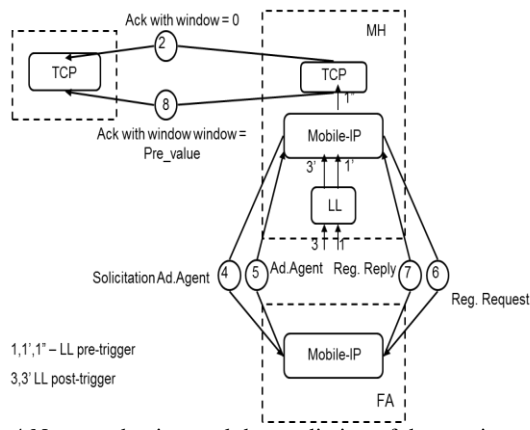 Ack with window = 0
MH
2
TCP
TCP
8
1"
Ack with window window =
Pre_value
Mobile-IP
3'
1'
LL
3
1
Solicitation Ad.Agent
4
5
Ad.Agent
Reg. Reply
7
6
Reg. Request
1,1',1" – LL pre-trigger
3,3' LL post-trigger
Mobile-IP
FA